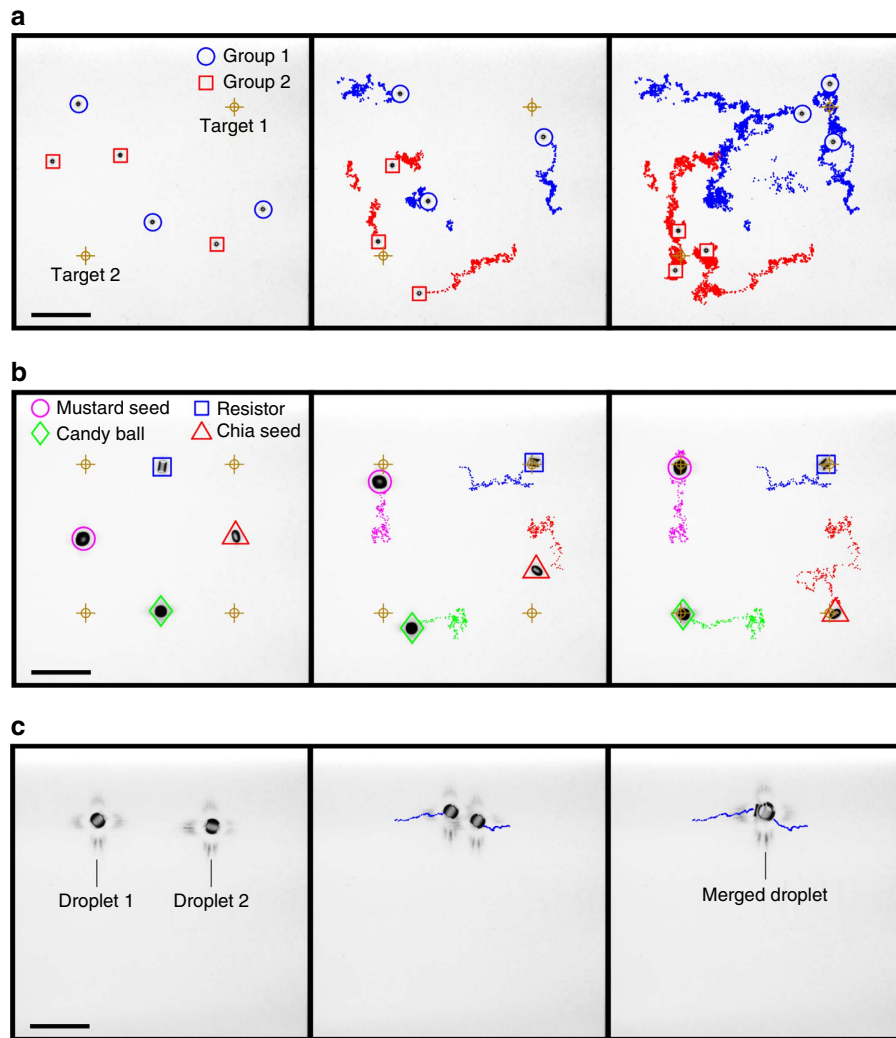 a
Group 1
Group 2
Target 1
Target 2
b
Mustard seed
Resistor
Candy ball
Chia seed
c
Droplet 1
Droplet 2
Merged droplet